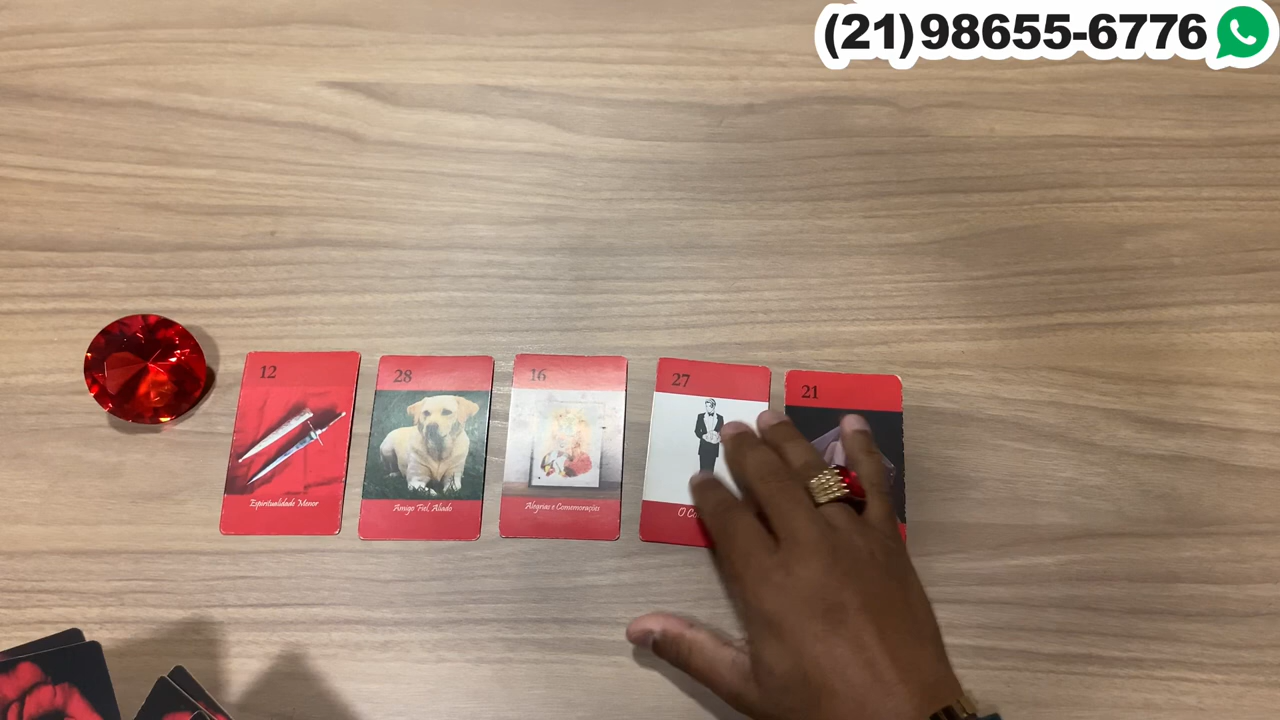 (21)98655-6776
12
Espiritualidade Menor
28
Amigo Fiel, Aliado
16
Alegrias e Comemorações
27
O
21